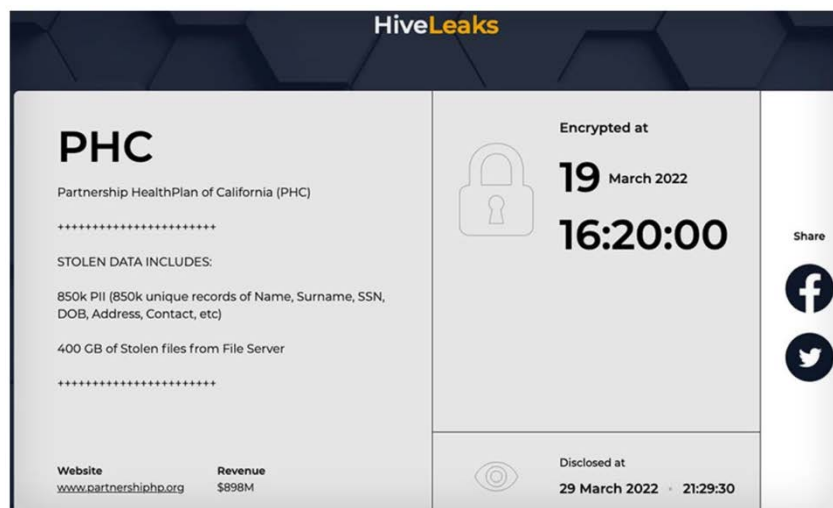 HiveLeaks
PHC
Partnership HealthPlan of California (PHC)
+++++++++++++++++++++++
STOLEN DATA INCLUDES:
850k PII (850k unique records of Name, Surname, SSN,
DOB, Address, Contact, etc)
400 GB of Stolen files from File Server
+++++++++++++++++++++++
Website
www.partnershiphp.org
Revenue
$898M
Encrypted at
19 March 2022
16:20:00
Disclosed at
29 March 2022 21:29:30
Share